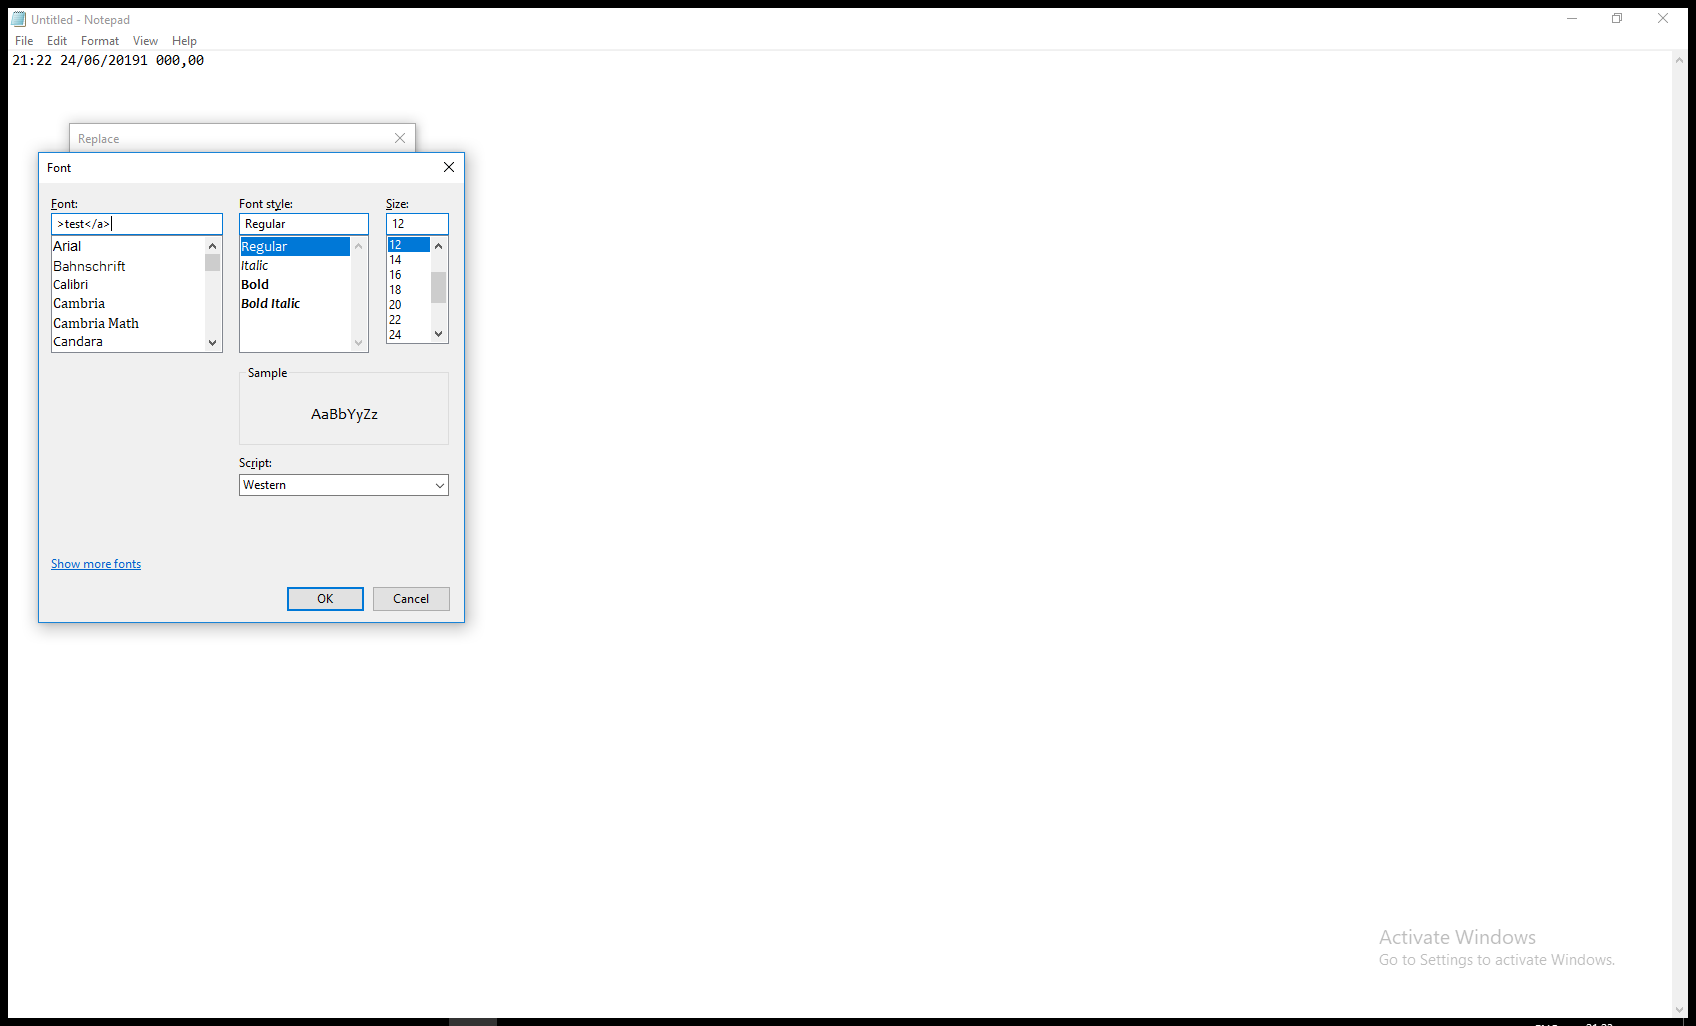 Untitled - Notepad
File Edit Format View Help
21:22 24/06/20191 000,00
Replace
Font
Font: Font style: Size:
>test</a> Regular 12
Arial
Bahnschrift
Calibri
Cambria
Cambria Math
Candara
Regular
Italic
Bold
Bold Italic
12
14
16
18
20
22
24
Sample
AaBbYyZz
Script:
Western
Show more fonts
OK Cancel
Activate Windows
Go to Settings to activate Windows.